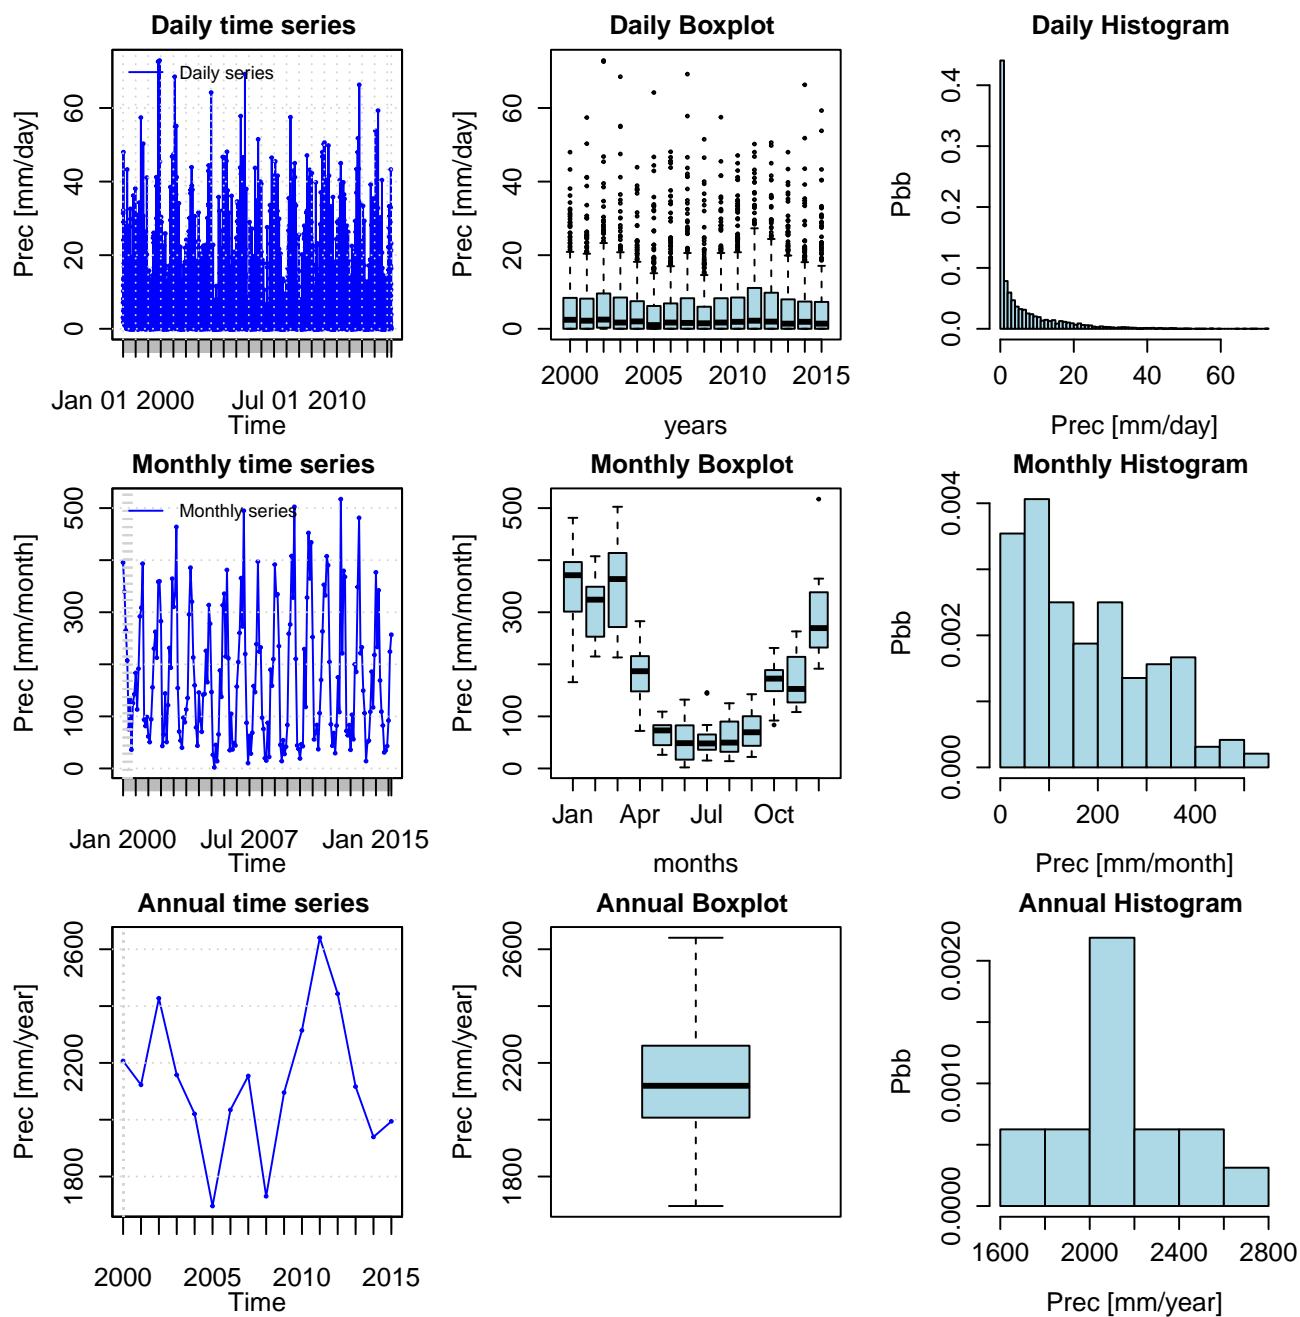 Daily time series
Prec [mm/day]
0 20 40 60
Daily series
Jan 01 2000 Jul 01 2010
Time
Daily Boxplot
Prec [mm/day]
0 20 40 60
2000 2005 2010 2015
years
Daily Histogram
Pbb
0.0 0.1 0.2 0.3 0.4
0 20 40 60
Prec [mm/day]
Monthly time series
Prec [mm/month]
0 100 300 500
Monthly series
Jan 2000 Jul 2007 Jan 2015
Time
Monthly Boxplot
Prec [mm/month]
0 100 300 500
Jan Apr Jul Oct
months
Monthly Histogram
Pbb
0.000 0.002 0.004
0 200 400
Prec [mm/month]
Annual time series
Prec [mm/year]
1800 2200 2600
2000 2005 2010 2015
Time
Annual Boxplot
Prec [mm/year]
1800 2200 2600
Annual Histogram
Pbb
0.0000 0.0010 0.0020
1600 2000 2400 2800
Prec [mm/year]